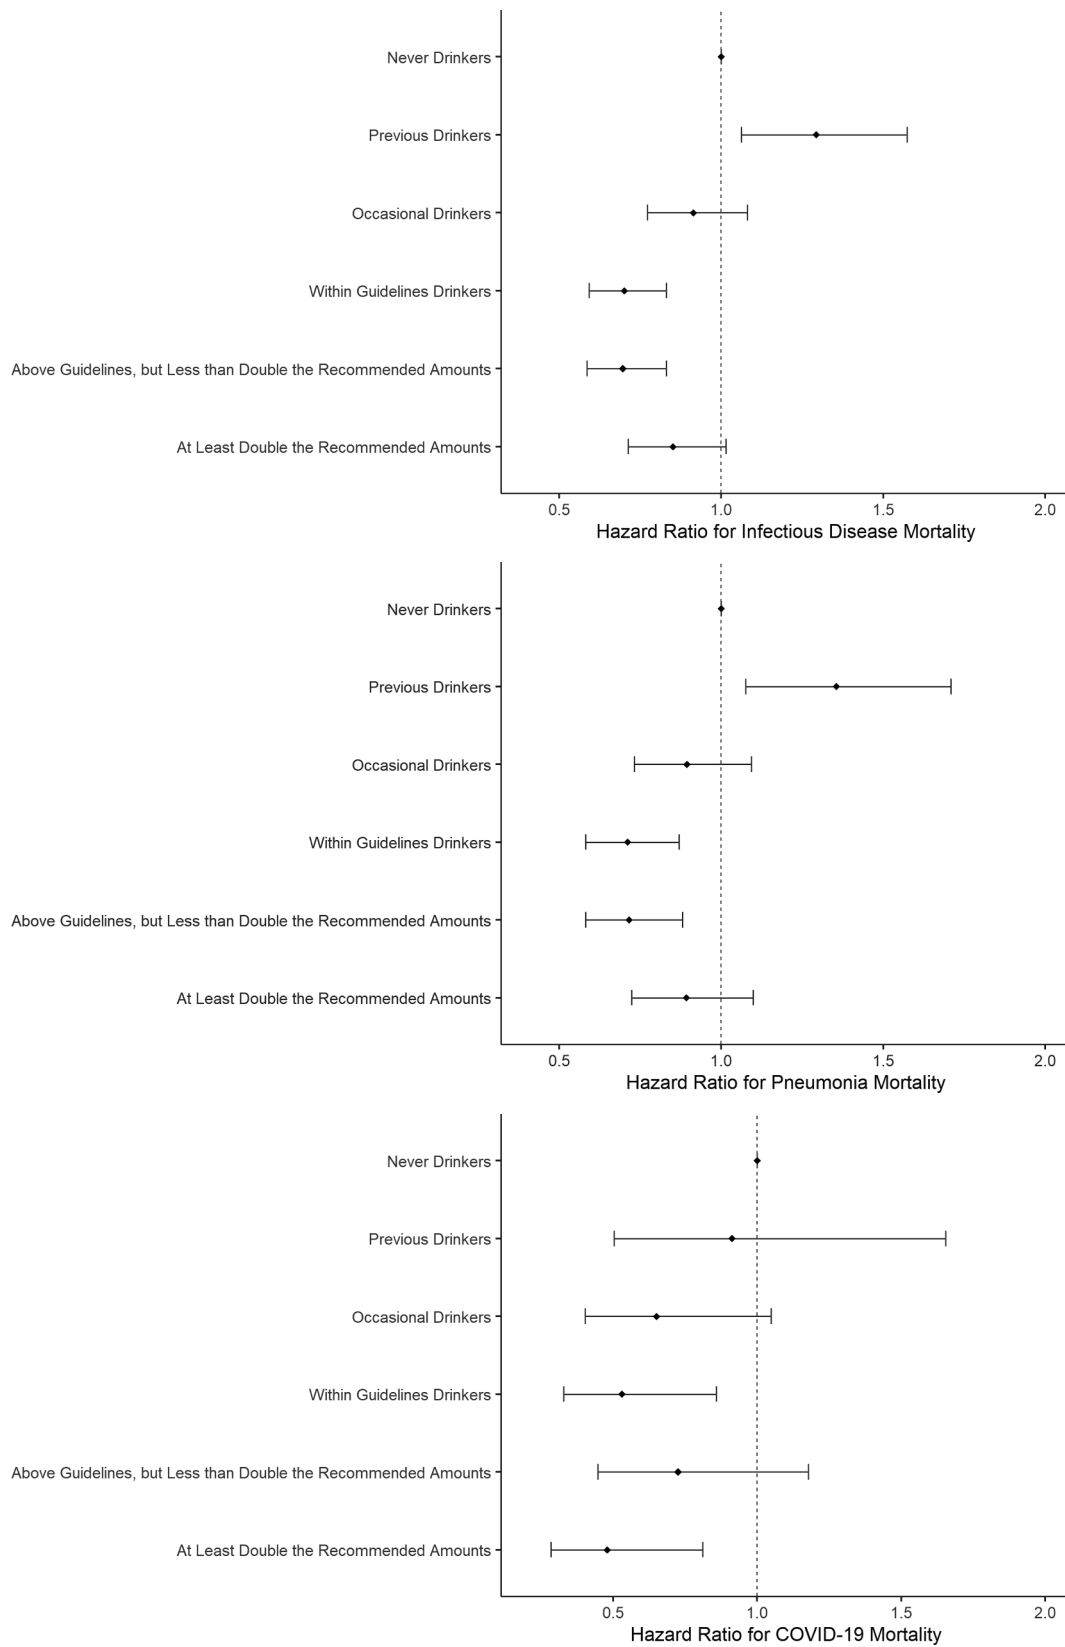 Never Drinkers
Previous Drinkers
Occasional Drinkers
Within Guidelines Drinkers
Above Guidelines, but Less than Double the Recommended Amounts
At Least Double the Recommended Amounts
0.5 1.0 1.5 2.0
Hazard Ratio for Infectious Disease Mortality
Never Drinkers
Previous Drinkers
Occasional Drinkers
Within Guidelines Drinkers
Above Guidelines, but Less than Double the Recommended Amounts
At Least Double the Recommended Amounts
0.5 1.0 1.5 2.0
Hazard Ratio for Pneumonia Mortality
Never Drinkers
Previous Drinkers
Occasional Drinkers
Within Guidelines Drinkers
Above Guidelines, but Less than Double the Recommended Amounts
At Least Double the Recommended Amounts
0.5 1.0 1.5 2.0
Hazard Ratio for COVID-19 Mortality